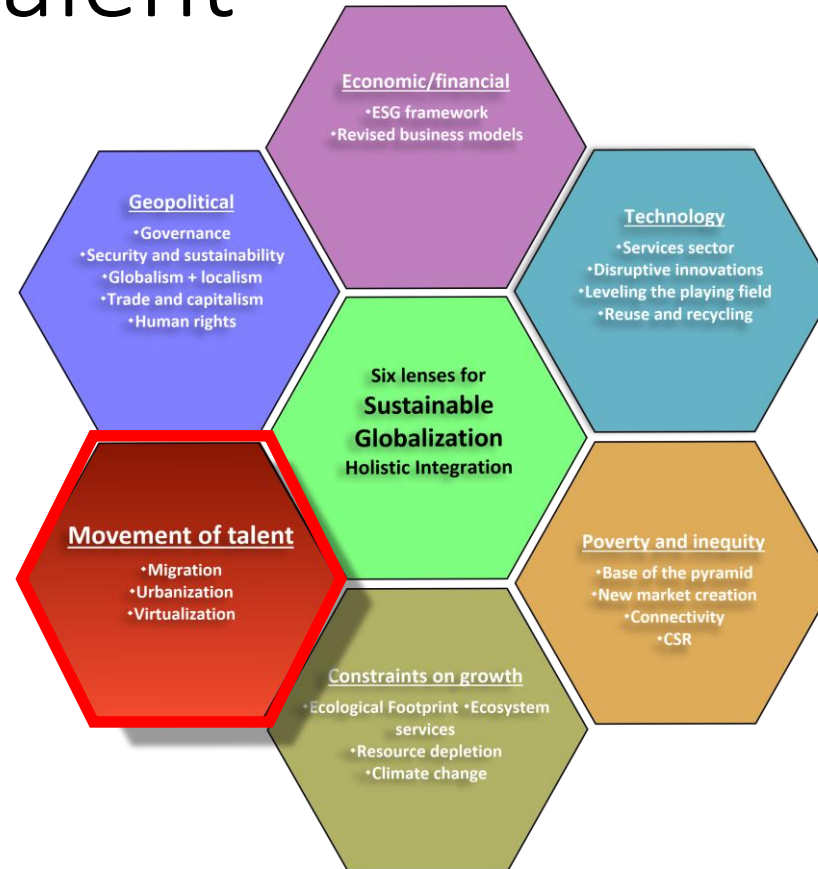 alent
Economic/financial
•ESG framework
•Revised business models
Geopolitical
•Governance
•Security and sustainability
•Globalism + localism
•Trade and capitalism
•Human rights
Technology
•Services sector
•Disruptive innovations
•Leveling the playing field
•Reuse and recycling
Six lenses for
Sustainable
Globalization
Holistic Integration
Movement of talent
•Migration
•Urbanization
•Virtualization
Poverty and inequity
•Base of the pyramid
•New market creation
•Connectivity
•CSR
Constraints on growth
•Ecological Footprint •Ecosystem
services
•Resource depletion
•Climate change